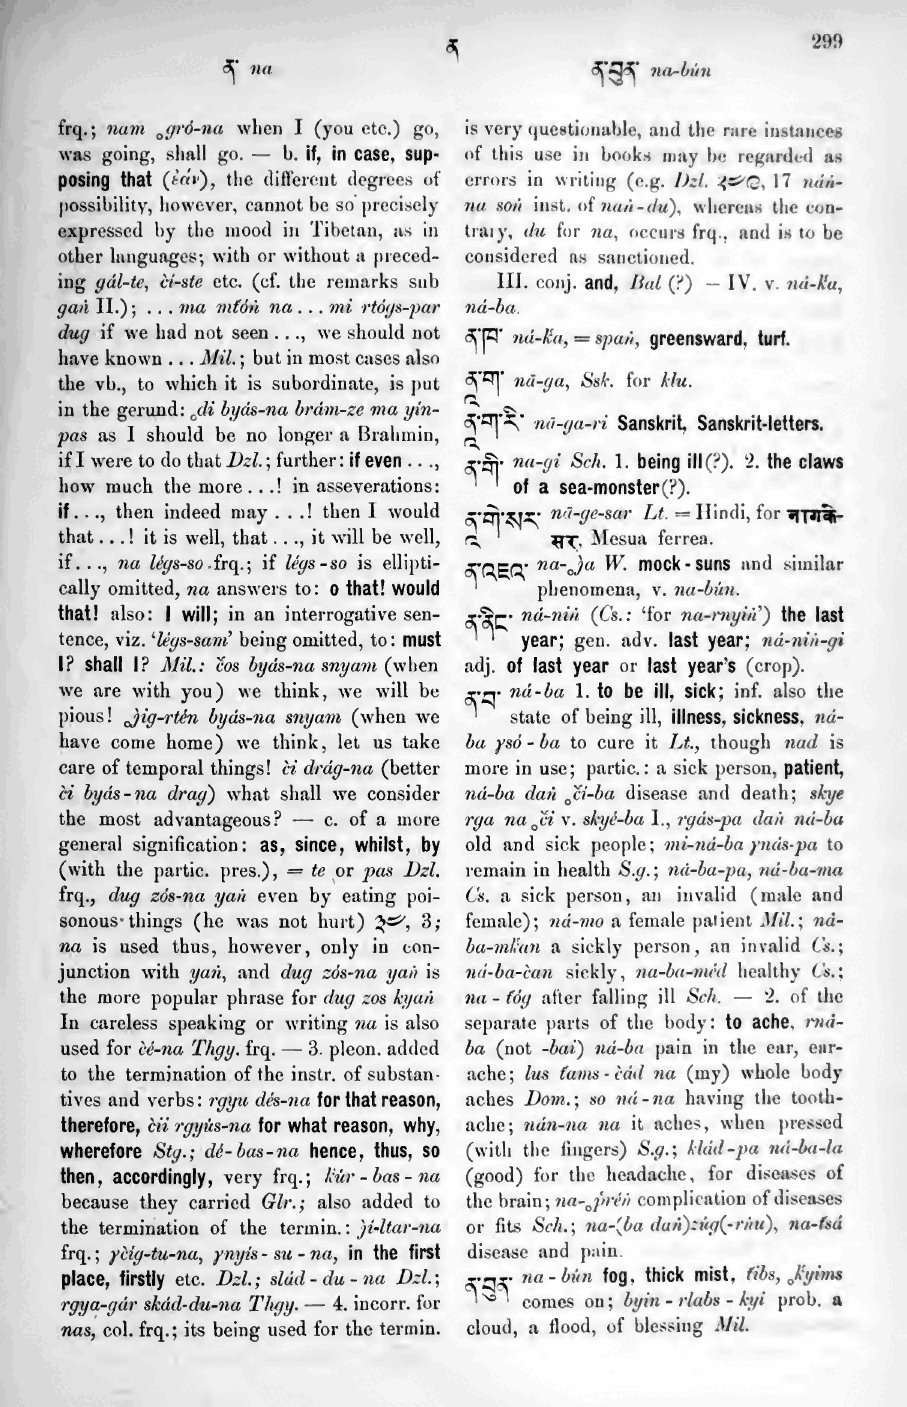 299
ན
ན་ na
ན་བུན་ na-bún
frq.; nam ₒgró-na when I (you etc.) go,
was going, shall go. — b. if, in case, sup-
posing that (ἐάν), the different degrees of
possibility, however, cannot be so precisely
expressed by the mood in Tibetan, as in
other languages; with or without a preced-
ing gál-te, c̀i-ste etc. (cf. the remarks sub
gaṅ II.); ... ma mt́óṅ na ... mi rtógs-par
dug if we had not seen ..., we should not
have known ... Mil.; but in most cases also
the vb., to which it is subordinate, is put
in the gerund: ₒdi byás-na brám-ze ma yin-
pas as I should be no longer a Brahmin,
if I were to do that Dzl.; further: if even ...,
how much the more ...! in asseverations:
if ..., then indeed may ...! then I would
that ...! it is well, that ..., it will be well,
if ..., na légs-so frq.; if légs-so is ellipti-
cally omitted, na answers to: o that! would
that! also: I will; in an interrogative sen-
tence, viz. ‘légs-sam’ being omitted, to: must
I? shall I? Mil.: c̆os byás-na snyam (when
we are with you) we think, we will be
pious! ₒǰig-rtén byás-na snyam (when we
have come home) we think, let us take
care of temporal things! c̀i drág-na (better
c̀i byás-na drag) what shall we consider
the most advantageous? — c. of a more
general signification: as, since, whilst, by
(with the partic. pres.), = te or pas Dzl.
frq., dug zós-na yaṅ even by eating poi-
sonous things (he was not hurt) 3;
na is used thus, however, only in con-
junction with yaṅ, and dug zós-na yaṅ is
the more popular phrase for dug zos kyaṅ
In careless speaking or writing na is also
used for c̀é-na Thgy. frq. — 3. pleon. added
to the termination of the instr. of substan-
tives and verbs: rgyu dés-na for that reason,
therefore, c̀ii rgyús-na for what reason, why,
wherefore Stg.; dé-bas-na hence, thus, so
then, accordingly, very frq.; k̀úr-bas-na
because they carried Glr.; also added to
the termination of the termin.: ǰi-ltar-na
frq.; γc̀ig-tu-na, γnyis-su-na, in the first
place, firstly etc. Dzl.; slád-du-na Dzl.;
rgya-gár skád-du-na Thgy. — 4. incorr. for
nas, col. frq.; its being used for the termin.
is very questionable, and the rare instances
of this use in books may be regarded as
errors in writing (e.g. Dzl. 17 náṅ-
na soṅ inst. of naṅ-du), whereas the con-
trary, du for na, occurs frq., and is to be
considered as sanctioned.
III. conj. and, Bal (?) — IV. v. ná-k̀a,
ná-ba.
ན་ཁ་ ná-k̀a, = spaṅ, greensward, turf.
ནཱ་ག་ nā-ga, Ssk. for klu.
ནཱ་ག་རི་ nā-ga-ri Sanskrit, Sanskrit-letters.
ན་གི་ na-gi Sch. 1. being ill (?). 2. the claws
of a sea-monster (?).
ནཱ་གེ་སར་ nā-ge-sar Lt. = Hindi, for नागके-
सर, Mesua ferrea.
ན་འཇའ་ na-ₒǰa W. mock-suns and similar
phenomena, v. na-bún.
ན་ནིང་ ná-niṅ (Cs.: ‘for na-rnyiṅ’) the last
year; gen. adv. last year; ná-niṅ-gi
adj. of last year or last year's (crop).
ན་བ་ ná-ba 1. to be ill, sick; inf. also the
state of being ill, illness, sickness, ná-
ba γsó-ba to cure it Lt., though nad is
more in use; partic.: a sick person, patient,
ná-ba daṅ ₒc̆i-ba disease and death; skye
rga na ₒc̆i v. skyé-ba I., rgás-pa daṅ ná-ba
old and sick people; mi-ná-ba γnás-pa to
remain in health S.g.; ná-ba-pa, ná-ba-ma
Cs. a sick person, an invalid (male and
female); ná-mo a female patient Mil.; ná-
ba-mk̀an a sickly person, an invalid Cs.;
ná-ba-c̀an sickly, na-ba-méd healthy Cs.;
na-t́óg after falling ill Sch. — 2. of the
separate parts of the body: to ache, rná-
ba (not -bai) ná-ba pain in the ear, ear-
ache; lus t́ams-c̀ád na (my) whole body
aches Dom.; so ná-na having the tooth-
ache; nán-na na it aches, when pressed
(with the fingers) S.g.; klád-pa ná-ba-la
(good) for the headache, for diseases of
the brain; na-ₒp̀réṅ complication of diseases
or fits Sch.; na-(ba daṅ) zúg(-rṅu), na-t́sá
disease and pain.
ན་བུན་ na-bún fog, thick mist, t́ibs, ₒk̀yims
comes on; byin-rlabs-kyi prob. a
cloud, a flood, of blessing Mil.